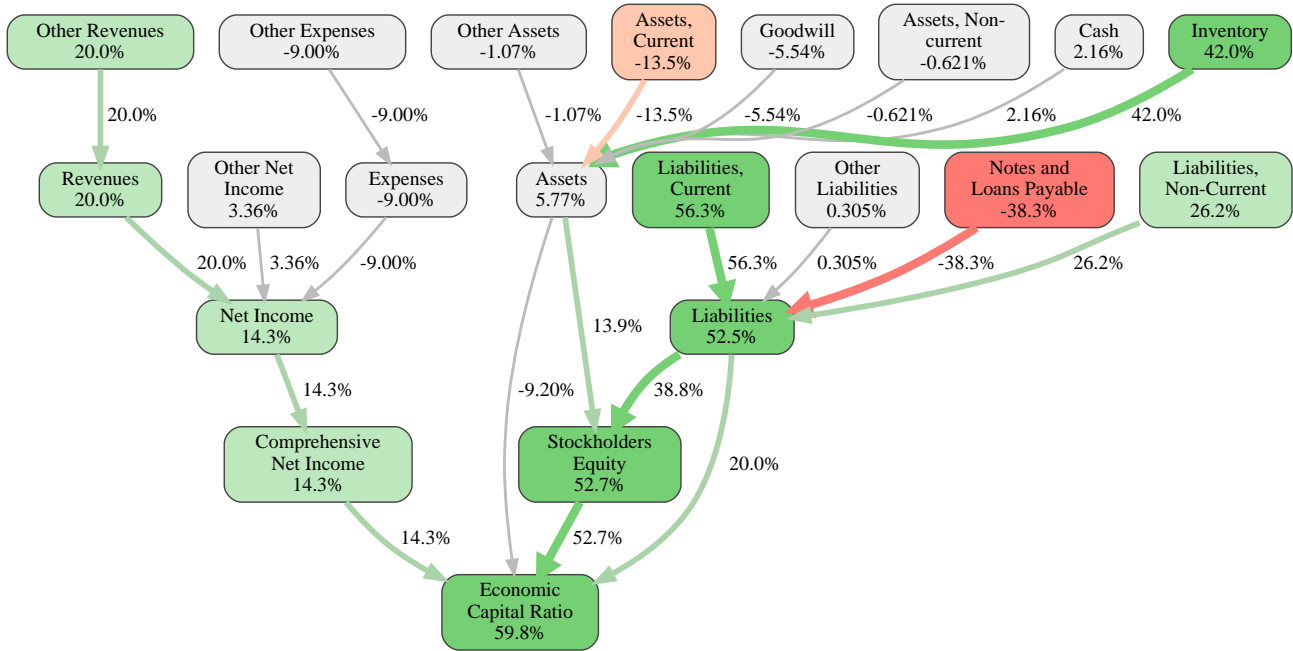 Other Revenues
20.0%
Other Expenses
-9.00%
Other Assets
-1.07%
Assets,
Current
-13.5%
Goodwill
-5.54%
Assets, Non-
current
-0.621%
Cash
2.16%
Inventory
42.0%
20.0%
-9.00%
-1.07%
-13.5%
-5.54%
-0.621%
2.16%
42.0%
Revenues
20.0%
Other Net
Income
3.36%
Expenses
-9.00%
Assets
5.77%
Liabilities,
Current
56.3%
Other
Liabilities
0.305%
Notes and
Loans Payable
-38.3%
Liabilities,
Non-Current
26.2%
20.0%
3.36%
-9.00%
56.3%
0.305%
-38.3%
26.2%
Net Income
14.3%
13.9%
Liabilities
52.5%
14.3%
-9.20%
38.8%
Comprehensive
Net Income
14.3%
Stockholders
Equity
52.7%
20.0%
14.3%
52.7%
Economic
Capital Ratio
59.8%